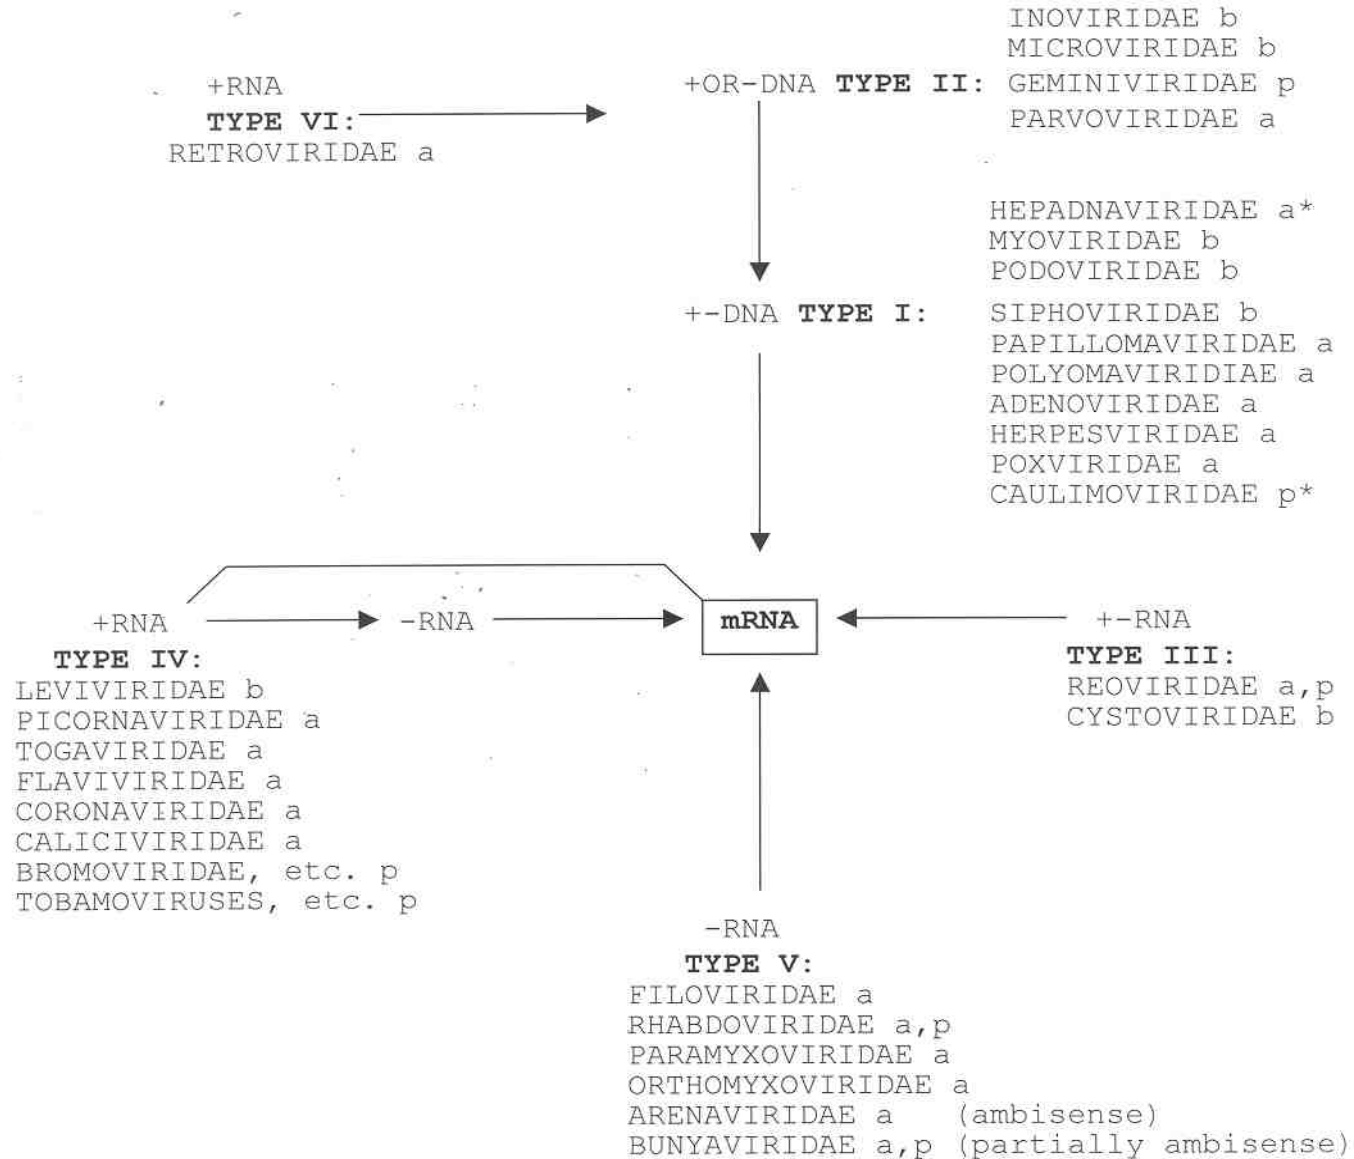 INOVIRIDAE b
MICROVIRIDAE b
+RNA
+OR-DNA TYPE II: GEMINIVIRIDAE p
TYPE VI:
PARVOVIRIDAE a
RETROVIRIDAE a
HEPADNAVIRIDAE a*
MYOVIRIDAE b
PODOVIRIDAE b
+-DNA TYPE I: SIPHOVIRIDAE b
PAPILLOMAVIRIDAE a
POLYOMAVIRIDIAE a
ADENOVIRIDAE a
HERPESVIRIDAE a
POXVIRIDAE a
CAULIMOVIRIDAE p*
+RNA -RNA mRNA +-RNA
TYPE IV:
LEVIVIRIDAE b
PICORNAVIRIDAE a
TOGAVIRIDAE a
FLAVIVIRIDAE a
CORONAVIRIDAE a
CALICIVIRIDAE a
BROMOVIRIDAE, etc. p
TOBAMOVIRUSES, etc. p
TYPE III:
REOVIRIDAE a,p
CYSTOVIRIDAE b
-RNA
TYPE V:
FILOVIRIDAE a
RHABDOVIRIDAE a,p
PARAMYXOVIRIDAE a
ORTHOMYXOVIRIDAE a
ARENAVIRIDAE a (ambisense)
BUNYAVIRIDAE a,p (partially ambisense)